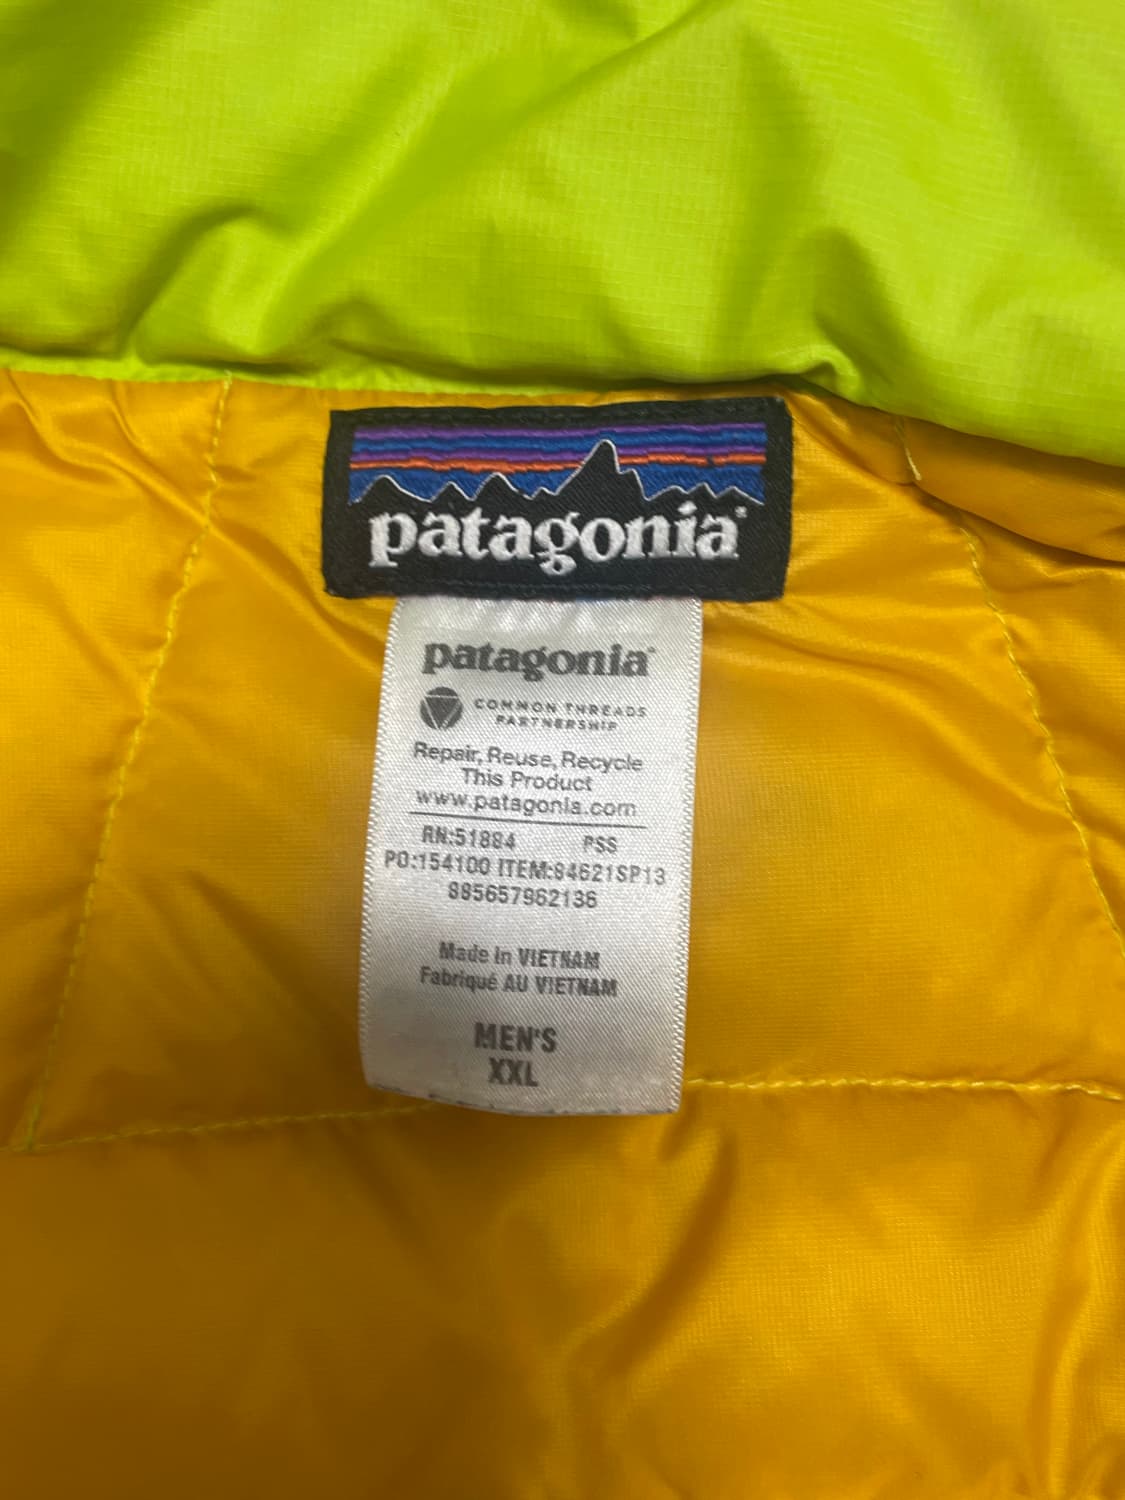 patagonia®
patagonia®
COMMON THREADS
PARTNERSHIP
Repair, Reuse, Recycle
This Product
www.patagonia.com
RN:51884 PSS
PO:154100 ITEM:84621SP13
885657962136
Made in VIETNAM
Fabriqué AU VIETNAM
MEN'S
XXL